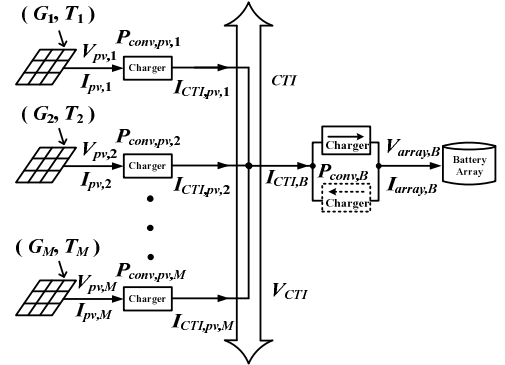 ( G1, T1 )
Vpv,1
Ipv,1
Pconv,pv,1
Charger
ICTI,pv,1
CTI
( G2, T2 )
Vpv,2
Ipv,2
Pconv,pv,2
Charger
ICTI,pv,2
ICTI,B
Charger
Pconv,B
Charger
Varray,B
Iarray,B
Battery
Array
( GM, TM )
Vpv,M
Ipv,M
Pconv,pv,M
Charger
ICTI,pv,M
VCTI